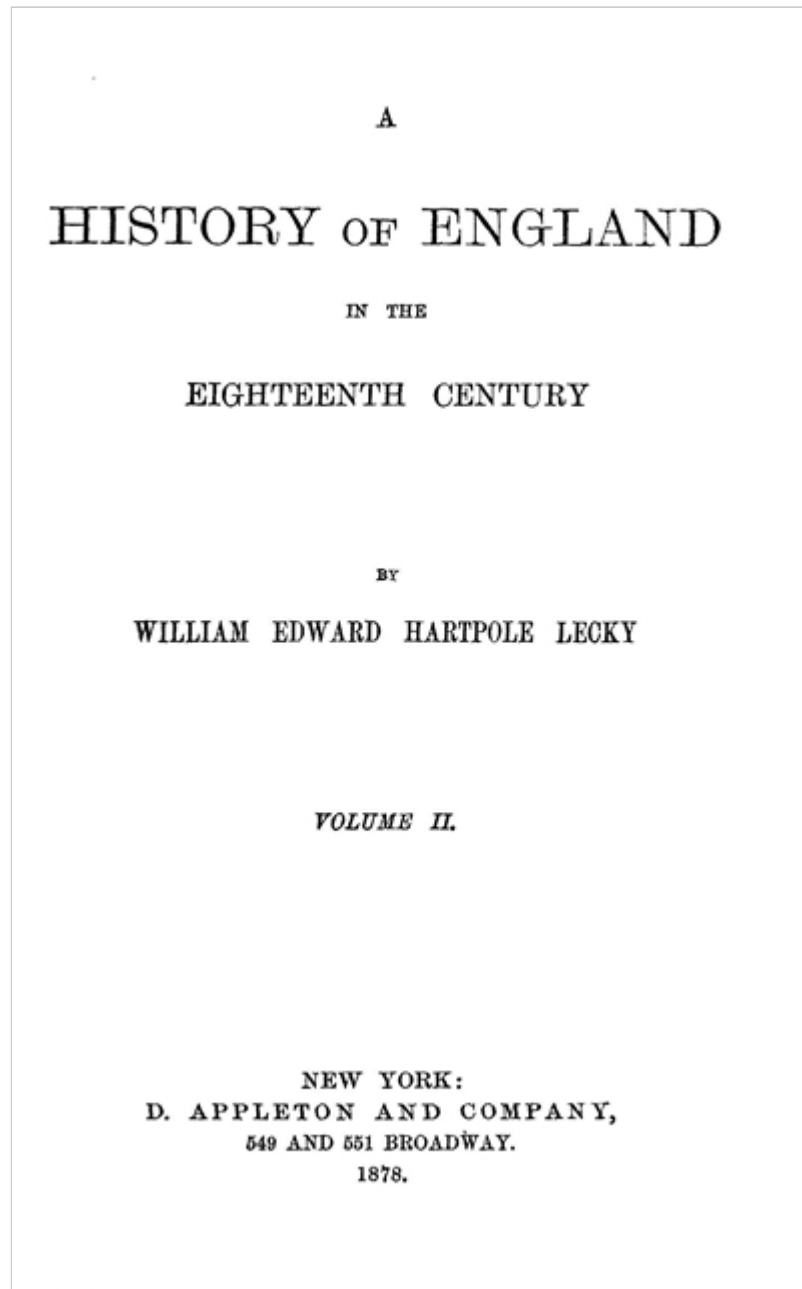 A
HISTORY OF ENGLAND
IN THE
EIGHTEENTH CENTURY
BY
WILLIAM EDWARD HARTPOLE LECKY
VOLUME II.
NEW YORK:
D. APPLETON AND COMPANY,
549 AND 551 BROADWAY.
1878.